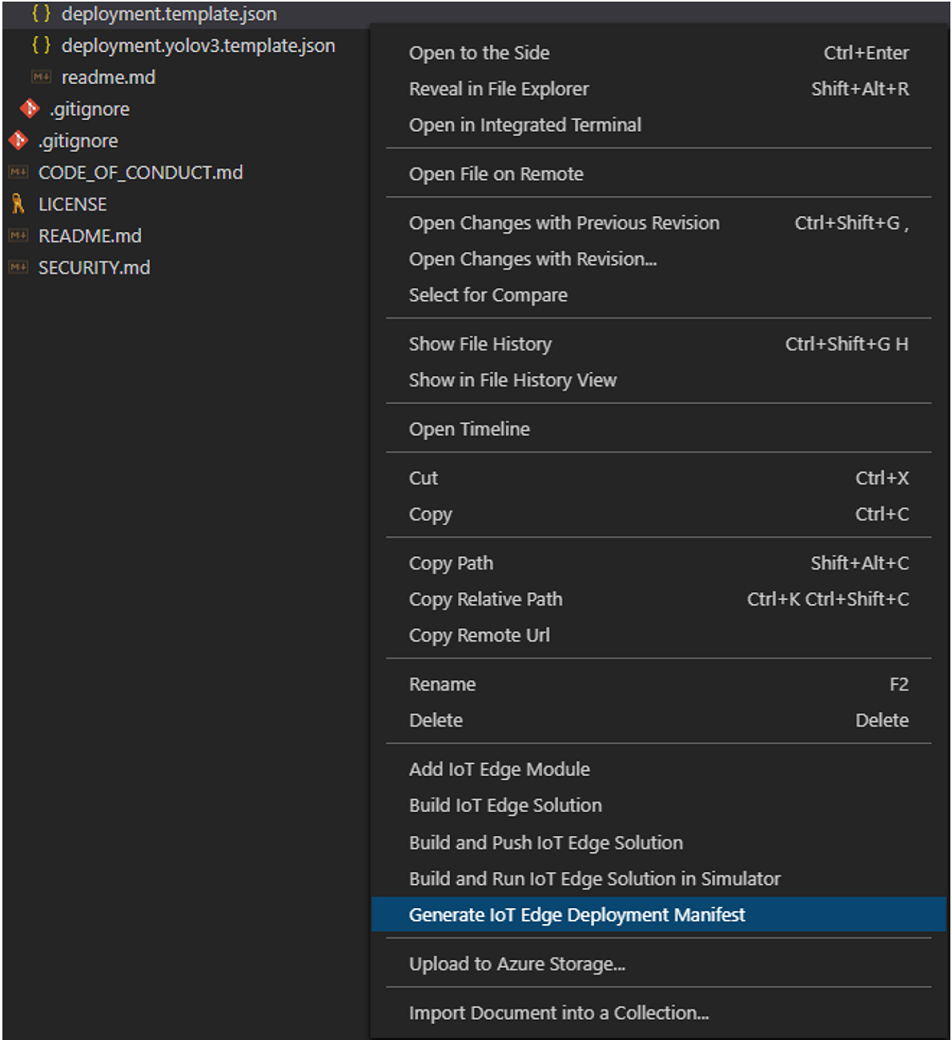 { } deployment.template.json
{ } deployment.yolov3.template.json
M↓ readme.md
.gitignore
.gitignore
M↓ CODE_OF_CONDUCT.md
LICENSE
M↓ README.md
M↓ SECURITY.md
Open to the Side Ctrl+Enter
Reveal in File Explorer Shift+Alt+R
Open in Integrated Terminal
Open File on Remote
Open Changes with Previous Revision Ctrl+Shift+G ,
Open Changes with Revision...
Select for Compare
Show File History Ctrl+Shift+G H
Show in File History View
Open Timeline
Cut Ctrl+X
Copy Ctrl+C
Copy Path Shift+Alt+C
Copy Relative Path Ctrl+K Ctrl+Shift+C
Copy Remote Url
Rename F2
Delete Delete
Add IoT Edge Module
Build IoT Edge Solution
Build and Push IoT Edge Solution
Build and Run IoT Edge Solution in Simulator
Generate IoT Edge Deployment Manifest
Upload to Azure Storage...
Import Document into a Collection...